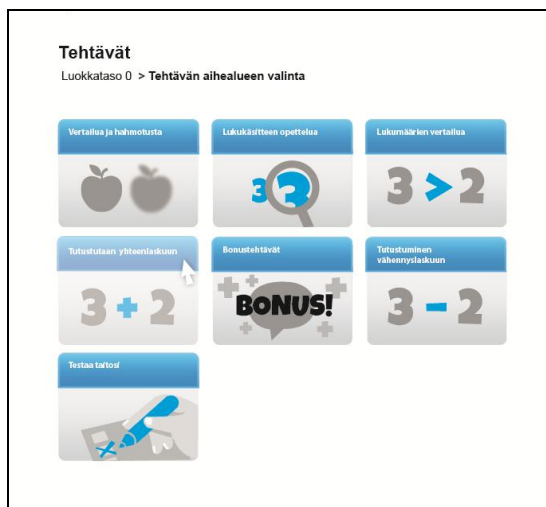 Tehtävät
Luokkataso 0 > Tehtävän aihealueen valinta
Vertailua ja hahmotusta
Lukukäsitteen opettelua
Lukumäärien vertailua
3 3
3 > 2
Tutustutaan yhteenlaskuun
Bonustehtävät
Tutustuminen
vähennyslaskuun
3 + 2
BONUS!
3 - 2
Testaa taitosi